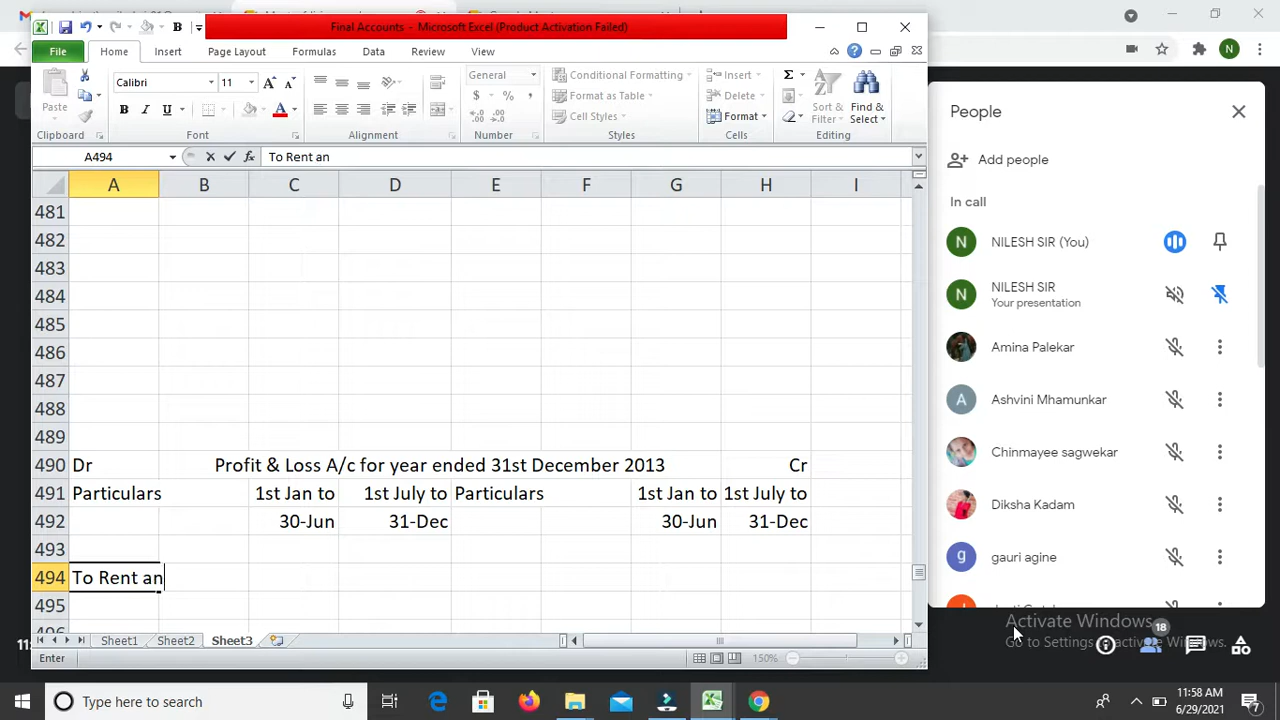 Final Accounts - Microsoft Excel (Product Activation Failed)
File Home Insert Page Layout Formulas Data Review View
Paste
Calibri 11
General
Conditional Formatting
Format as Table
Cell Styles
Insert
Delete
Format
Sort & Filter
Find & Select
Clipboard Font Alignment Number Styles Cells Editing
A494 To Rent an
A B C D E F G H I
481
482
483
484
485
486
487
488
489
490 Dr Profit & Loss A/c for year ended 31st December 2013 Cr
491 Particulars 1st Jan to 1st July to Particulars 1st Jan to 1st July to
492 30-Jun 31-Dec 30-Jun 31-Dec
493
494 To Rent an
495
Sheet1 Sheet2 Sheet3
Enter 150%
People
Add people
In call
N NILESH SIR (You)
N NILESH SIR
Your presentation
Amina Palekar
A Ashvini Mhamunkar
Chinmayee sagwekar
Diksha Kadam
g gauri agine
Activate Windows
Go to Settings to activate Windows.
18
N
Type here to search
11:58 AM
6/29/2021
7